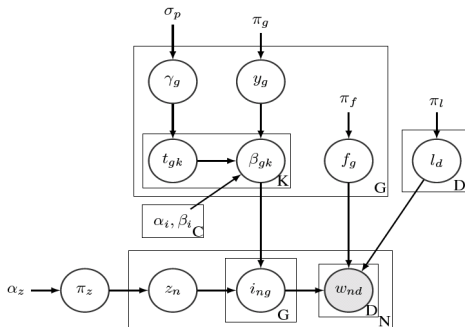 σ_p π_g
γ_g y_g π_f π_l
t_gk β_gk f_g l_d
K G D
α_i, β_i C
α_z π_z z_n i_ng w_nd
G D N